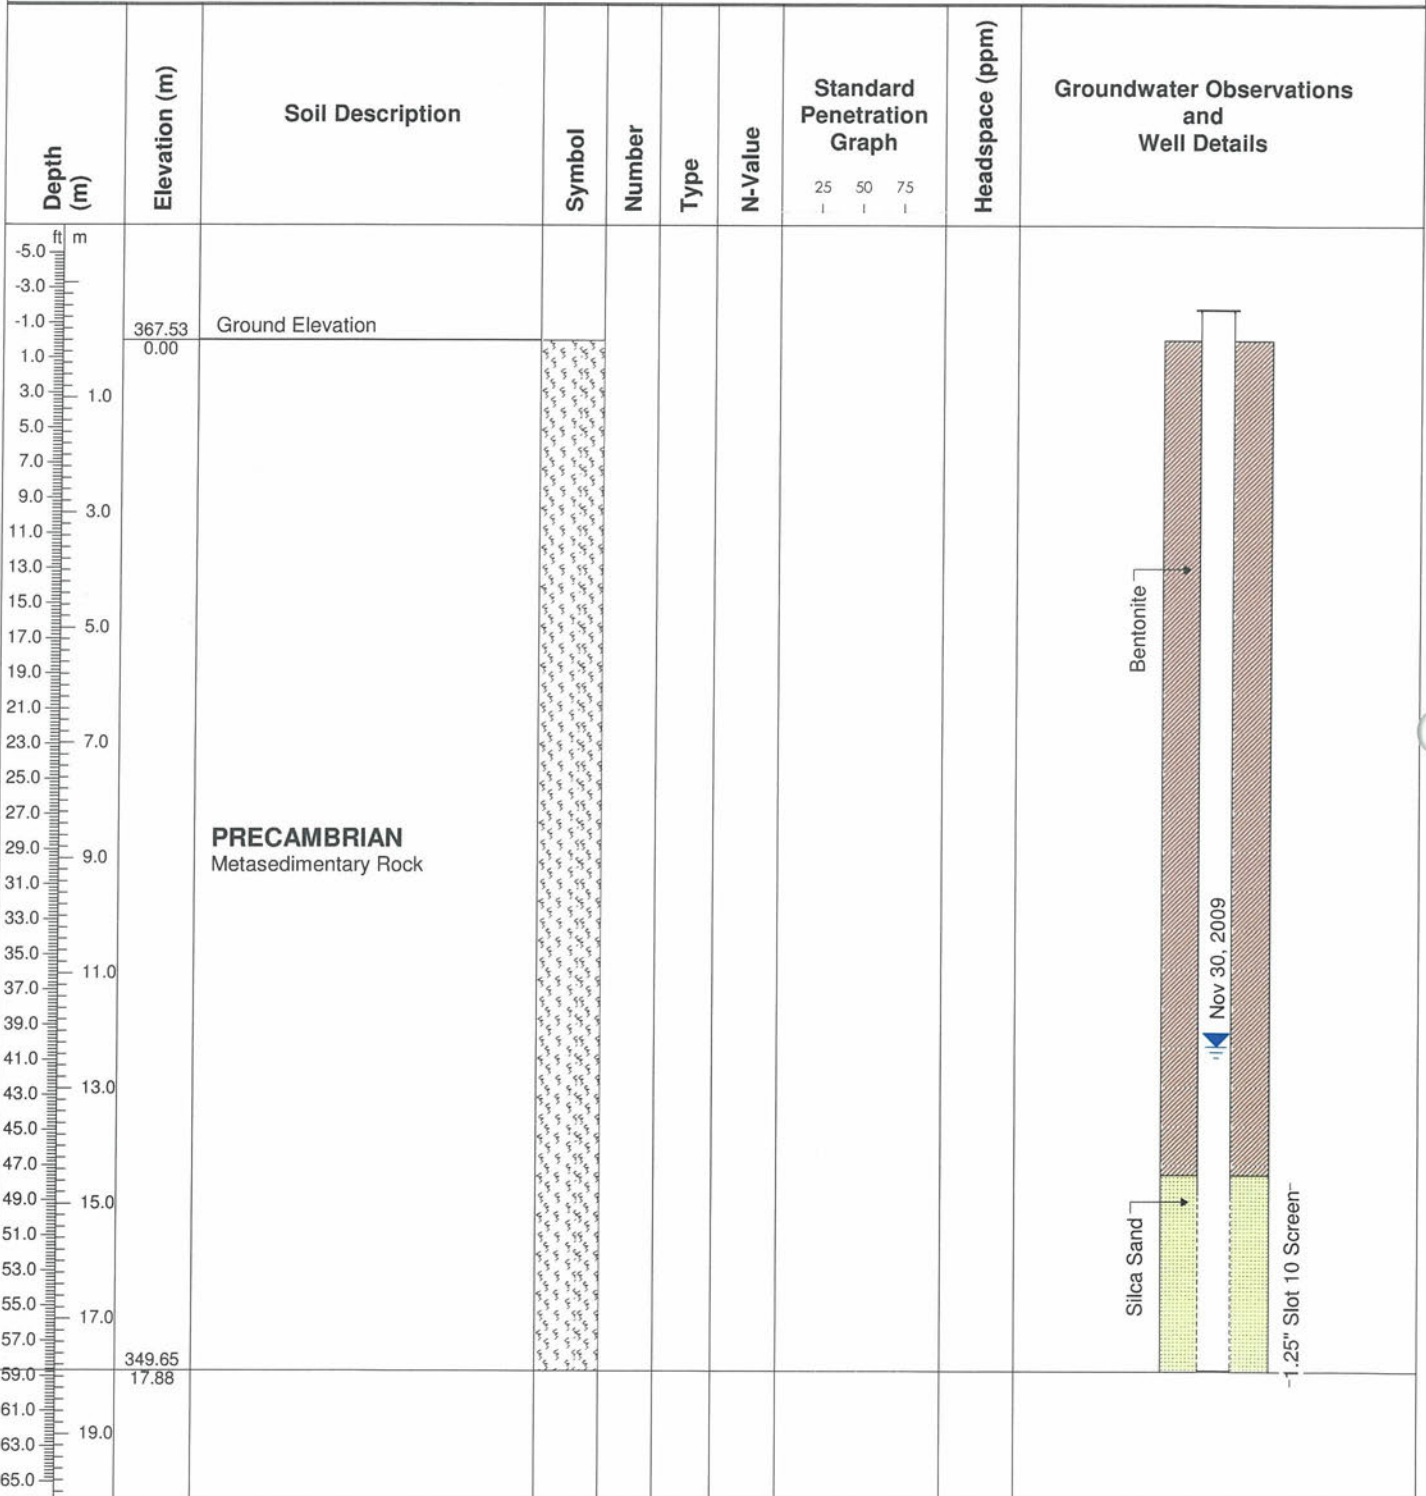 Depth
(m)
Elevation (m)
Soil Description
Symbol
Number
Type
N-Value
Standard
Penetration
Graph
25 50 75
Headspace (ppm)
Groundwater Observations
and
Well Details
ft m
-5.0
-3.0
-1.0
1.0
3.0
5.0
7.0
9.0
11.0
13.0
15.0
17.0
19.0
21.0
23.0
25.0
27.0
29.0
31.0
33.0
35.0
37.0
39.0
41.0
43.0
45.0
47.0
49.0
51.0
53.0
55.0
57.0
59.0
61.0
63.0
65.0
1.0
3.0
5.0
7.0
9.0
11.0
13.0
15.0
17.0
19.0
367.53
0.00
Ground Elevation
PRECAMBRIAN
Metasedimentary Rock
349.65
17.88
Bentonite
Nov 30, 2009
Silca Sand
1.25" Slot 10 Screen